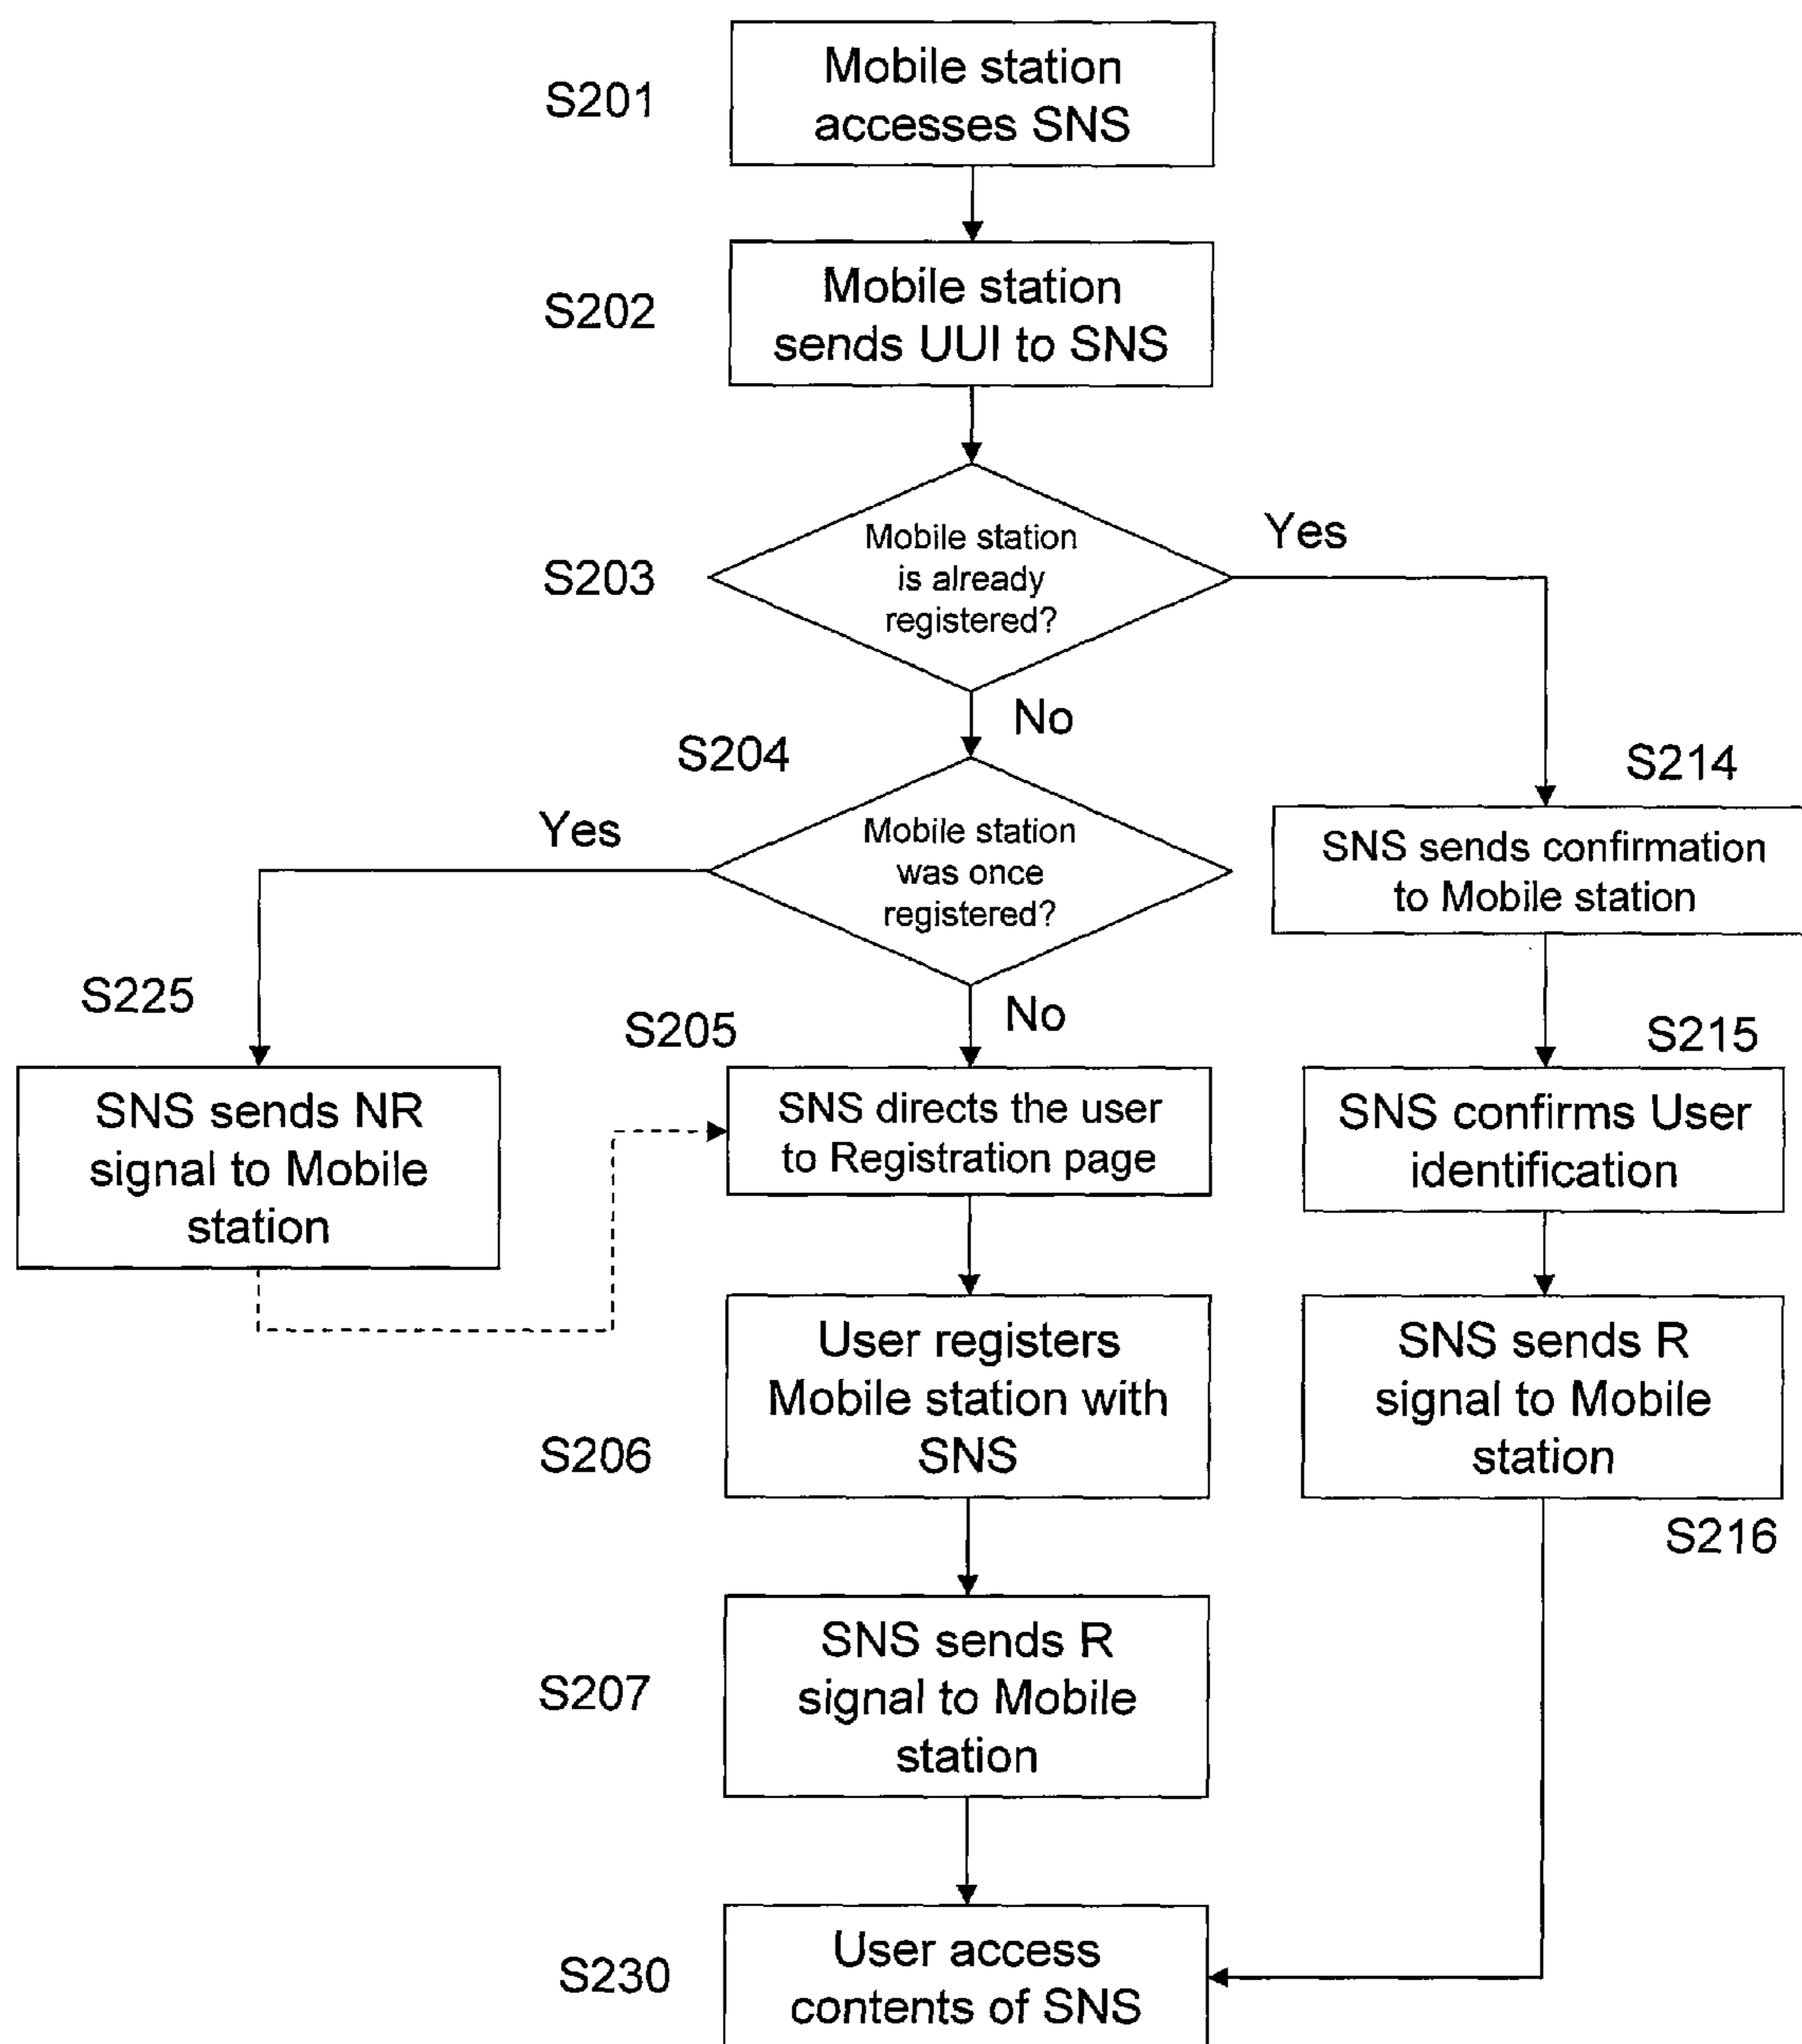 S201
Mobile station
accesses SNS
S202
Mobile station
sends UUI to SNS
S203
Mobile station
is already
registered?
Yes
No
S204
Mobile station
was once
registered?
Yes
No
S214
SNS sends confirmation
to Mobile station
S225
SNS sends NR
signal to Mobile
station
S205
SNS directs the user
to Registration page
S215
SNS confirms User
identification
S206
User registers
Mobile station with
SNS
SNS sends R
signal to Mobile
station
S216
S207
SNS sends R
signal to Mobile
station
S230
User access
contents of SNS